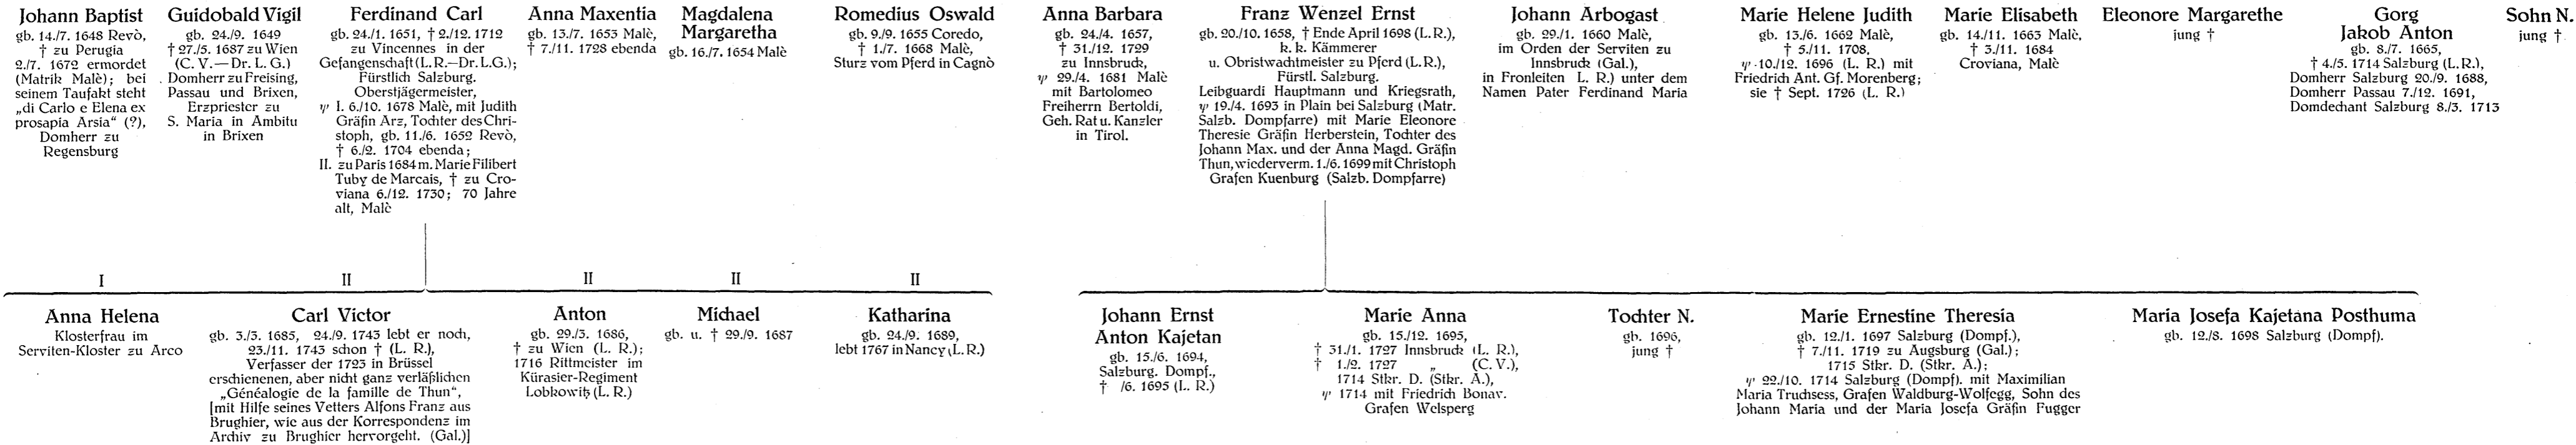 Johann Baptist
gb. 14./7. 1648 Revò,
† zu Perugia
2./7. 1672 ermordet
(Matrik Malè); bei
seinem Taufakt steht
„di Carlo e Elena ex
prosapia Arsia“ (?),
Domherr zu
Regensburg
Guidobald Vigil
gb. 24./9. 1649
† 27./5. 1687 zu Wien
(C. V.—Dr. L. G.)
Domherr zu Freising,
Passau und Brixen,
Erzpriester zu
S. Maria in Ambitu
in Brixen
Ferdinand Carl
gb. 24./1. 1651, † 2./12. 1712
zu Vincennes in der
Gefangenschaft (L. R.—Dr. L.G.);
Fürstlich Salzburg.
Oberstjägermeister,
I. 6./10. 1678 Malè, mit Judith
Gräfin Arz, Tochter des Chri-
stoph, gb. 11./6. 1652 Revò,
† 6./2. 1704 ebenda;
II. zu Paris 1684 m. Marie Filibert
Tuby de Marcais, † zu Cro-
viana 6./12. 1730; 70 Jahre
alt, Malè
Anna Maxentia
gb. 13./7. 1653 Malè,
† 7./11. 1728 ebenda
Magdalena
Margaretha
gb. 16./7. 1654 Malè
Romedius Oswald
gb. 9./9. 1655 Coredo,
† 1./7. 1668 Malè,
Sturz vom Pferd in Cagnò
Anna Barbara
gb. 24./4. 1657,
† 31./12. 1729
zu Innsbruck,
29./4. 1681 Malè
mit Bartolomeo
Freiherrn Bertoldi,
Geh. Rat u. Kanzler
in Tirol.
Franz Wenzel Ernst
gb. 20./10. 1658, † Ende April 1698 (L. R.),
k. k. Kämmerer
u. Obristwachtmeister zu Pferd (L. R.),
Fürstl. Salzburg.
Leibguardi Hauptmann und Kriegsrath,
19./4. 1693 in Plain bei Salzburg (Matr.
Salzb. Dompfarre) mit Marie Eleonore
Theresie Gräfin Herberstein, Tochter des
Johann Max. und der Anna Magd. Gräfin
Thun, wiederverm. 1./6. 1699 mit Christoph
Grafen Kuenburg (Salzb. Dompfarre)
Johann Arbogast
gb. 29./1. 1660 Malè,
im Orden der Serviten zu
Innsbruck (Gal.),
in Fronleiten L. R.) unter dem
Namen Pater Ferdinand Maria
Marie Helene Judith
gb. 13./6. 1662 Malè,
† 5./11. 1708,
10./12. 1696 (L. R.) mit
Friedrich Ant. Gf. Morenberg;
sie † Sept. 1726 (L. R.)
Marie Elisabeth
gb. 14./11. 1663 Malè,
† 3./11. 1684
Croviana, Malè
Eleonore Margarethe
jung †
Gorg
Jakob Anton
gb. 8./7. 1665,
† 4./5. 1714 Salzburg (L. R.),
Domherr Salzburg 20./9. 1688,
Domherr Passau 7./12. 1691,
Domdechant Salzburg 8./3. 1713
Sohn N.
jung †
I II II II II
Anna Helena
Klosterfrau im
Serviten-Kloster zu Arco
Carl Victor
gb. 3./3. 1685, 24./9. 1743 lebt er noch,
23./11. 1743 schon † (L. R.),
Verfasser der 1723 in Brüssel
erschienenen, aber nicht ganz verläßlichen
„Généalogie de la famille de Thun“,
[mit Hilfe seines Vetters Alfons Franz aus
Brughier, wie aus der Korrespondenz im
Archiv zu Brughier hervorgeht. (Gal.)]
Anton
gb. 29./3. 1686,
† zu Wien (L. R.);
1716 Rittmeister im
Kürasier-Regiment
Lobkowitz (L. R.)
Michael
gb. u. † 29./9. 1687
Katharina
gb. 24./9. 1689,
lebt 1767 in Nancy (L. R.)
Johann Ernst
Anton Kajetan
gb. 15./6. 1694,
Salzburg. Dompf.,
† /6. 1695 (L. R.)
Marie Anna
gb. 15./12. 1695,
† 31./1. 1727 Innsbruck (L. R.),
† 1./2. 1727 „ (C. V.),
1714 Stkr. D. (Stkr. A.),
1714 mit Friedrich Bonav.
Grafen Welsperg
Tochter N.
gb. 1696,
jung †
Marie Ernestine Theresia
gb. 12./1. 1697 Salzburg (Dompf.),
† 7./11. 1719 zu Augsburg (Gal.);
1715 Stkr. D. (Stkr. A.);
22./10. 1714 Salzburg (Dompf). mit Maximilian
Maria Truchsess, Grafen Waldburg-Wolfegg, Sohn des
Johann Maria und der Maria Josefa Gräfin Fugger
Maria Josefa Kajetana Posthuma
gb. 12./8. 1698 Salzburg (Dompf).